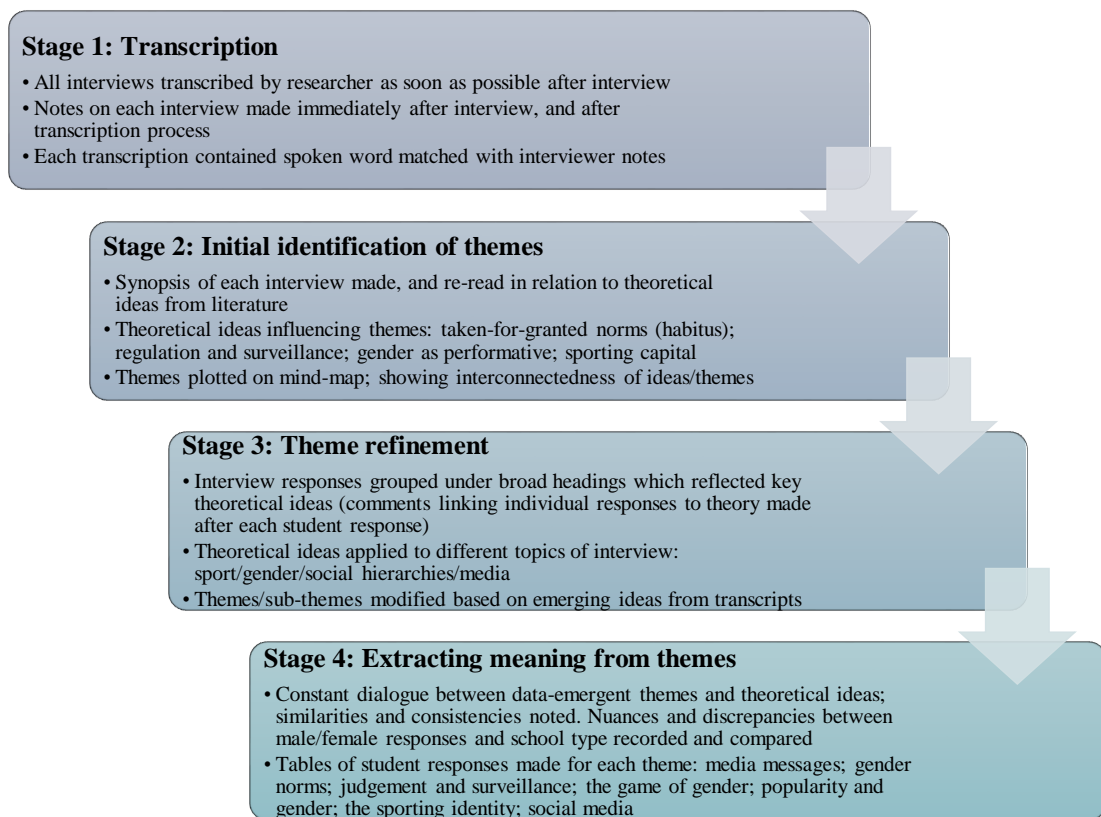 Stage 1: Transcription
• All interviews transcribed by researcher as soon as possible after interview
• Notes on each interview made immediately after interview, and after
transcription process
• Each transcription contained spoken word matched with interviewer notes
Stage 2: Initial identification of themes
• Synopsis of each interview made, and re-read in relation to theoretical
ideas from literature
• Theoretical ideas influencing themes: taken-for-granted norms (habitus);
regulation and surveillance; gender as performative; sporting capital
• Themes plotted on mind-map; showing interconnectedness of ideas/themes
Stage 3: Theme refinement
• Interview responses grouped under broad headings which reflected key
theoretical ideas (comments linking individual responses to theory made
after each student response)
• Theoretical ideas applied to different topics of interview:
sport/gender/social hierarchies/media
• Themes/sub-themes modified based on emerging ideas from transcripts
Stage 4: Extracting meaning from themes
• Constant dialogue between data-emergent themes and theoretical ideas;
similarities and consistencies noted. Nuances and discrepancies between
male/female responses and school type recorded and compared
• Tables of student responses made for each theme: media messages; gender
norms; judgement and surveillance; the game of gender; popularity and
gender; the sporting identity; social media